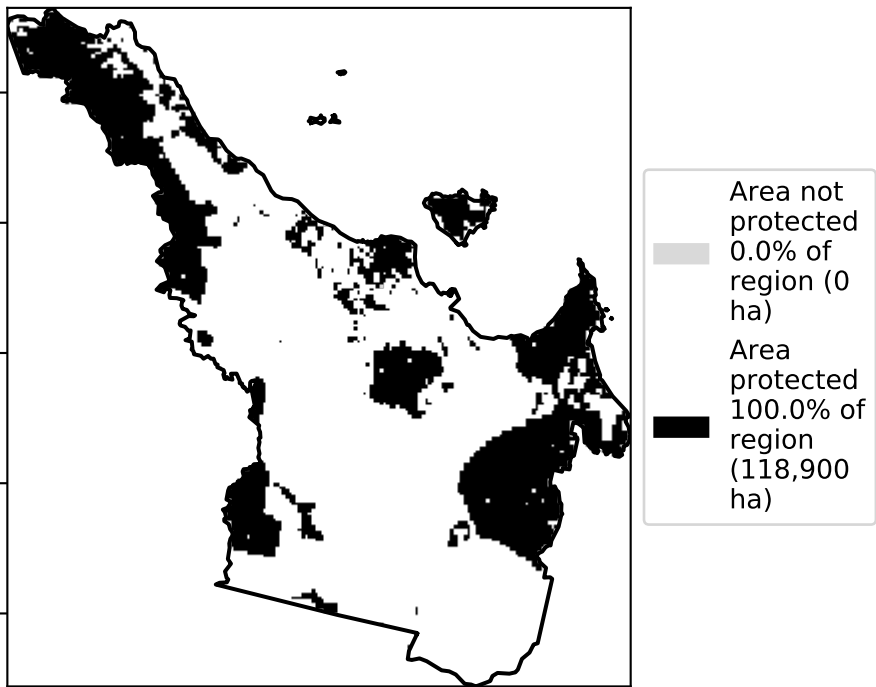 Area not
protected
0.0% of
region (0
ha)
Area
protected
100.0% of
region
(118,900
ha)